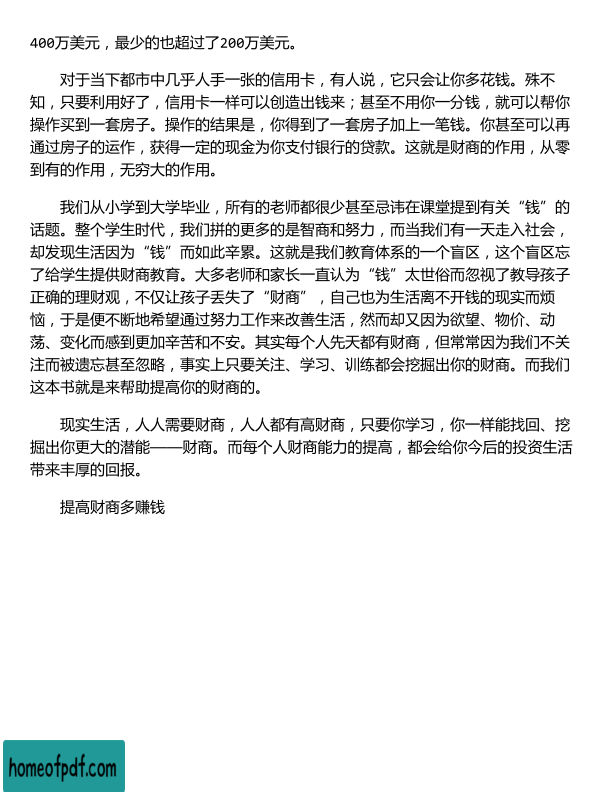 400万美元，最少的也超过了200万美元。
对于当下都市中几乎人手一张的信用卡，有人说，它只会让你多花钱。殊不
知，只要利用好了，信用卡一样可以创造出钱来；甚至不用你一分钱，就可以帮你
操作买到一套房子。操作的结果是，你得到了一套房子加上一笔钱。你甚至可以再
通过房子的运作，获得一定的现金为你支付银行的贷款。这就是财商的作用，从零
到有的作用，无穷大的作用。
我们从小学到大学毕业，所有的老师都很少甚至忌讳在课堂提到有关“钱”的
话题。整个学生时代，我们拼的更多的是智商和努力，而当我们有一天走入社会，
却发现生活因为“钱”而如此辛累。这就是我们教育体系的一个盲区，这个盲区忘
了给学生提供财商教育。大多老师和家长一直认为“钱”太世俗而忽视了教导孩子
正确的理财观，不仅让孩子丢失了“财商”，自己也为生活离不开钱的现实而烦
恼，于是便不断地希望通过努力工作来改善生活，然而却又因为欲望、物价、动
荡、变化而感到更加辛苦和不安。其实每个人先天都有财商，但常常因为我们不关
注而被遗忘甚至忽略，事实上只要关注、学习、训练都会挖掘出你的财商。而我们
这本书就是来帮助提高你的财商的。
现实生活，人人需要财商，人人都有高财商，只要你学习，你一样能找回、挖
掘出你更大的潜能——财商。而每个人财商能力的提高，都会给你今后的投资生活
带来丰厚的回报。
提高财商多赚钱
homeofpdf.com